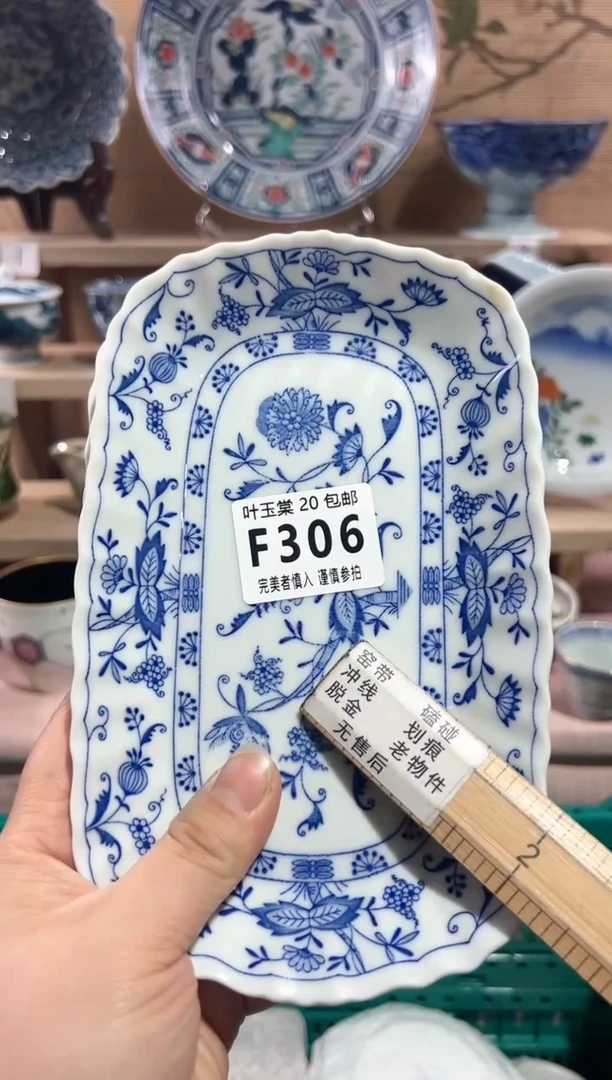 叶玉棠 20 包邮
F306
完美者慎入 谨慎参拍
窑带 磕碰
冲线 划痕
脱金 老物件
无售后
2